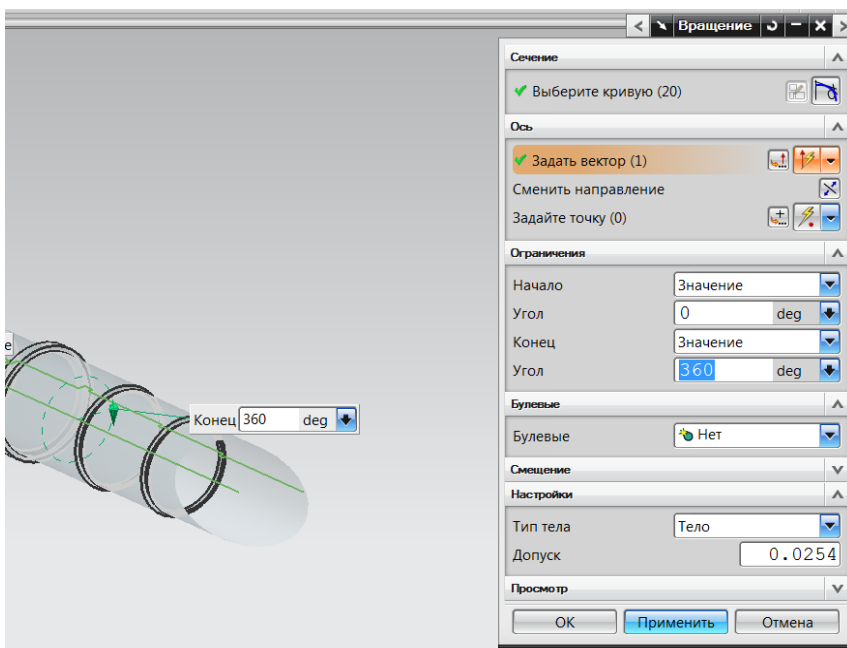 Вращение
Сечение
Выберите кривую (20)
Ось
Задать вектор (1)
Сменить направление
Задайте точку (0)
Ограничения
Начало Значение
Угол 0 deg
Конец Значение
Угол 360 deg
е
Конец 360 deg
Булевые
Булевые Нет
Смещение
Настройки
Тип тела Тело
Допуск 0.0254
Просмотр
ОК Применить Отмена